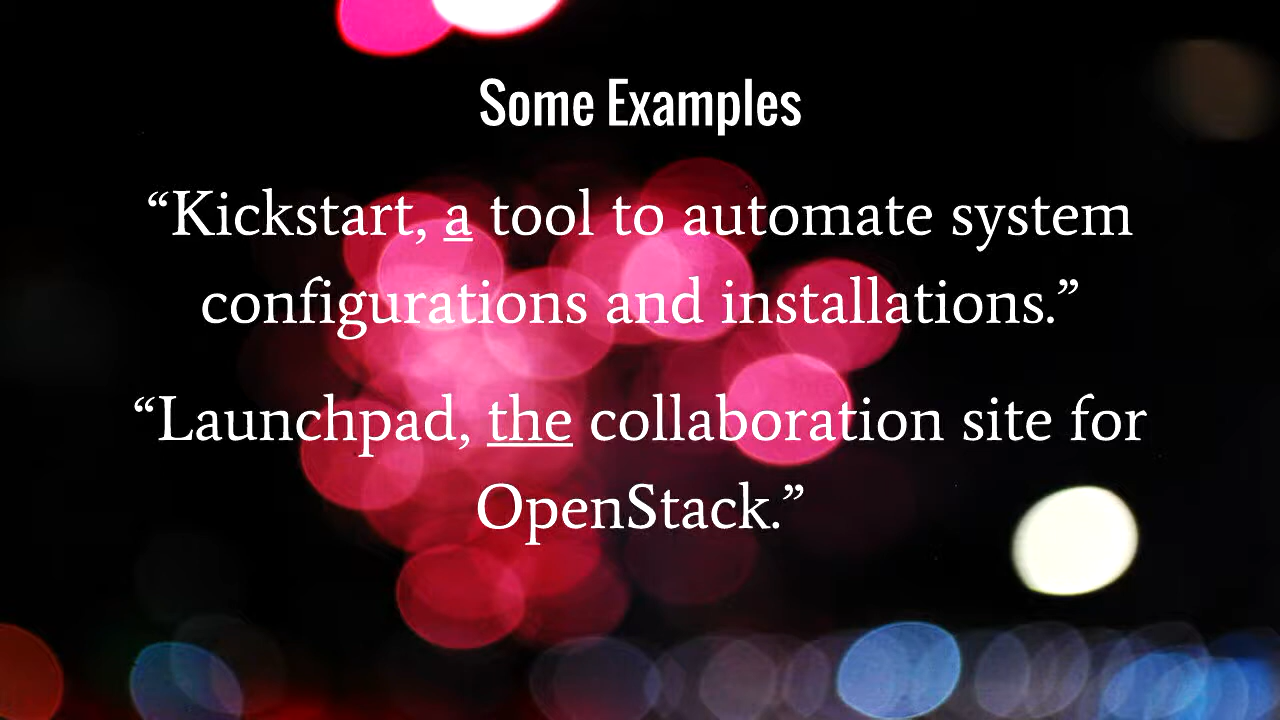 Some Examples
“Kickstart, a tool to automate system
configurations and installations.”
“Launchpad, the collaboration site for
OpenStack.”